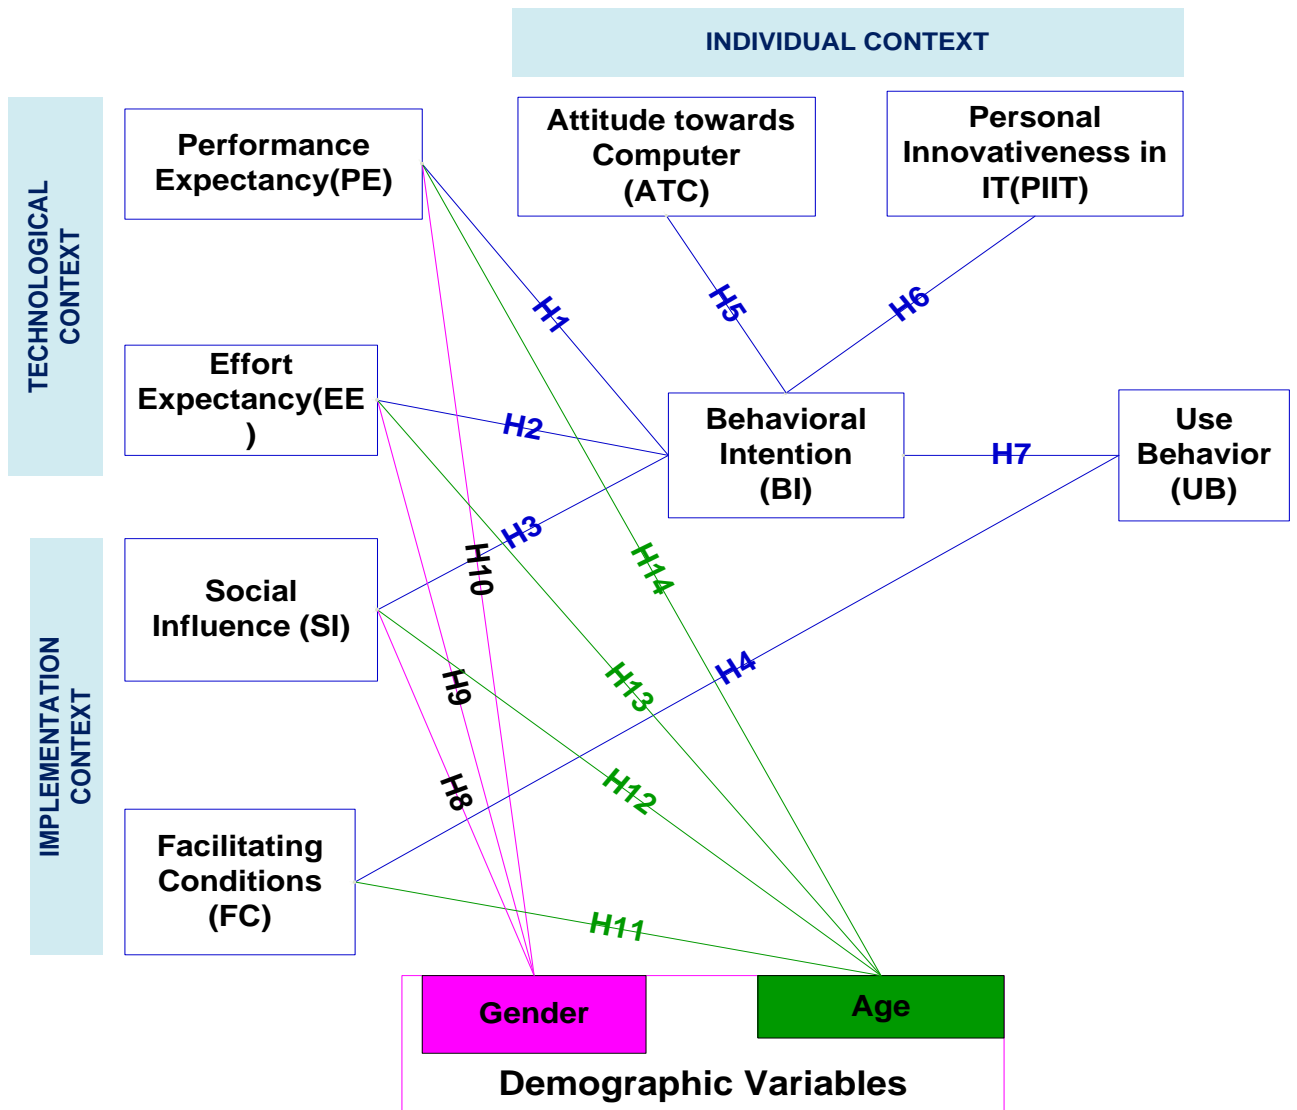 INDIVIDUAL CONTEXT
TECHNOLOGICAL
CONTEXT
Performance
Expectancy(PE)
Attitude towards
Computer
(ATC)
Personal
Innovativeness in
IT(PIIT)
H1
H5
H6
Effort
Expectancy(EE
)
H2
Behavioral
Intention
(BI)
H7
Use
Behavior
(UB)
H3
H10
H14
IMPLEMENTATION
CONTEXT
Social
Influence (SI)
H9
H13
H4
H8
H12
Facilitating
Conditions
(FC)
H11
Gender
Age
Demographic Variables